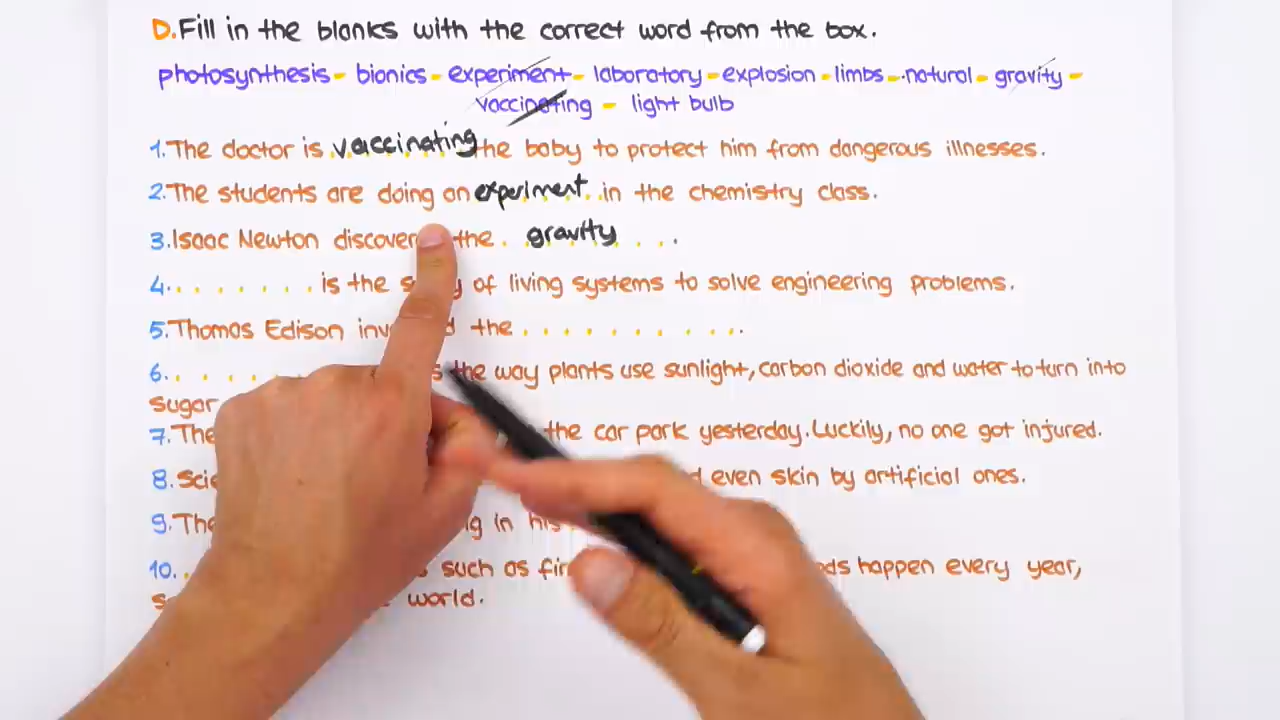 D.Fill in the blanks with the correct word from the box.
photosynthesis - bionics - experiment - laboratory - explosion - limbs - natural - gravity -
vaccinating - light bulb
1.The doctor is vaccinating the baby to protect him from dangerous illnesses.
2.The students are doing an experiment in the chemistry class.
3.Isaac Newton the gravity.
4........ is the of living systems to solve engineering problems.
5.Thomas Edison the ...........
6........ the way plants use sunlight, carbon dioxide and water to turn into
sugar
7.The the car park yesterday. Luckily, no one got injured.
8. even skin by artificial ones.
9.The in his
10. such as happen every year,
world.